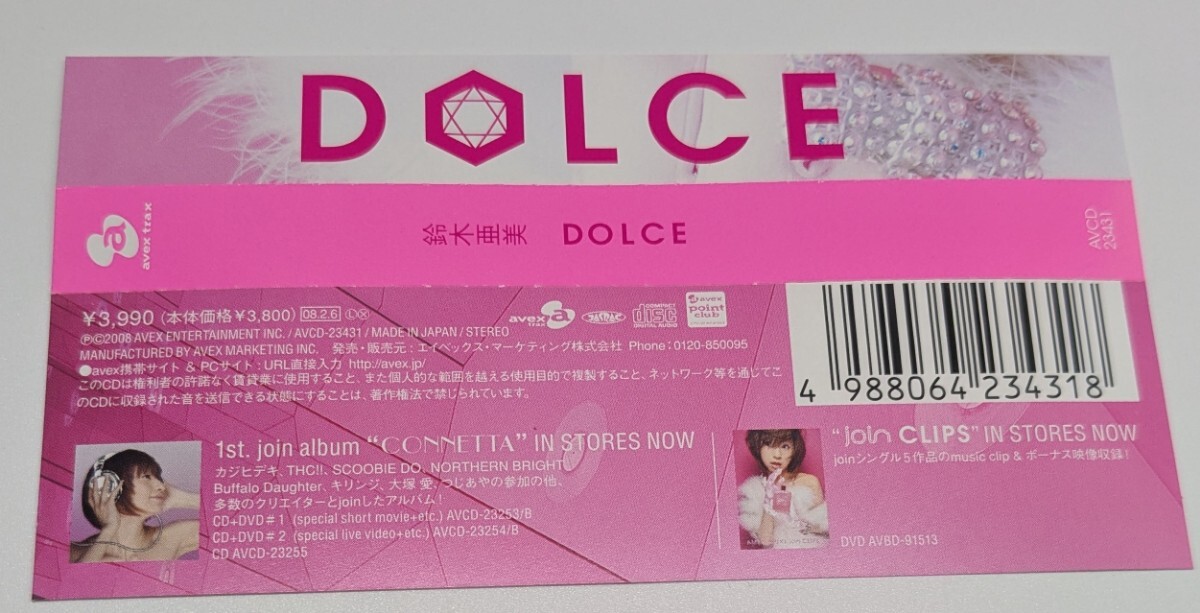 DOLCE
avex trax
鈴木亜美 DOLCE
AVCD
23431
¥3,990 (本体価格¥3,800) 08.2.6 Ⓛ Ⓧ
ⓅⒸ2008 AVEX ENTERTAINMENT INC. / AVCD-23431 / MADE IN JAPAN / STEREO
MANUFACTURED BY AVEX MARKETING INC. 発売・販売元:エイベックス・マーケティング株式会社 Phone:0120-850095
●avex携帯サイト & PCサイト:URL直接入力 http://avex.jp/
このCDは権利者の許諾なく賃貸業に使用すること、また個人的な範囲を越える使用目的で複製すること、ネットワーク等を通じてこ
のCDに収録された音を送信できる状態にすることは、著作権法で禁じられています。
avex trax
JASRAC
COMPACT disc DIGITAL AUDIO
avex point club
4 988064 234318
1st. join album “CONNETTA” IN STORES NOW
カジヒデキ、THC!!、SCOOBIE DO、NORTHERN BRIGHT、
Buffalo Daughter、キリンジ、大塚 愛、つじあやの参加の他、
多数のクリエイターとjoinしたアルバム!
CD+DVD#1 (special short movie+etc.) AVCD-23253/B
CD+DVD#2 (special live video+etc.) AVCD-23254/B
CD AVCD-23255
“join CLIPS” IN STORES NOW
joinシングル5作品のmusic clip & ボーナス映像収録!
DVD AVBD-91513